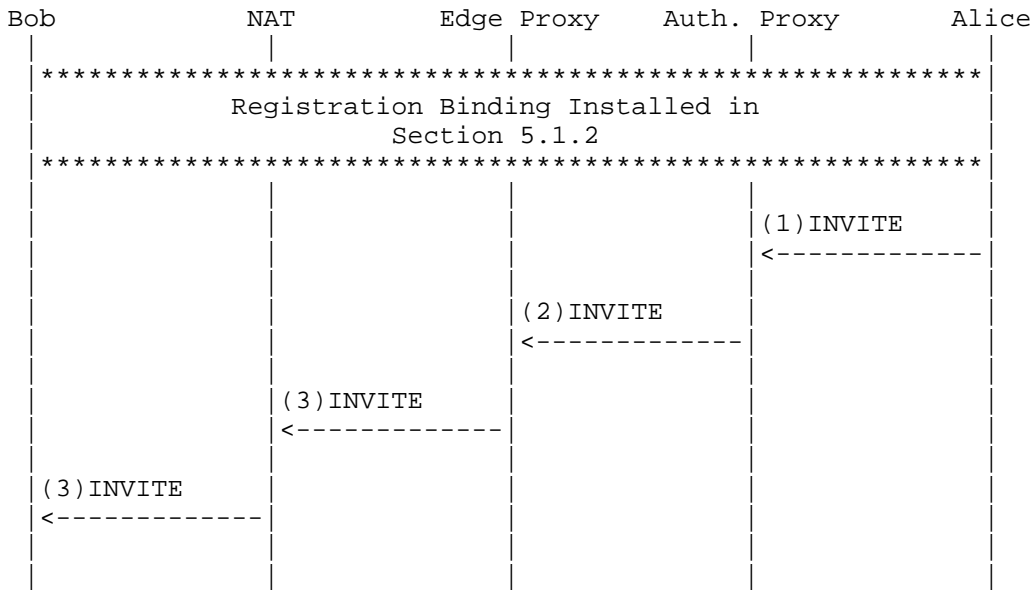 Bob NAT Edge Proxy Auth. Proxy Alice
***********************************************************
Registration Binding Installed in
Section 5.1.2
***********************************************************
(1)INVITE
<-------------
(2)INVITE
<-------------
(3)INVITE
<-------------
(3)INVITE
<-------------